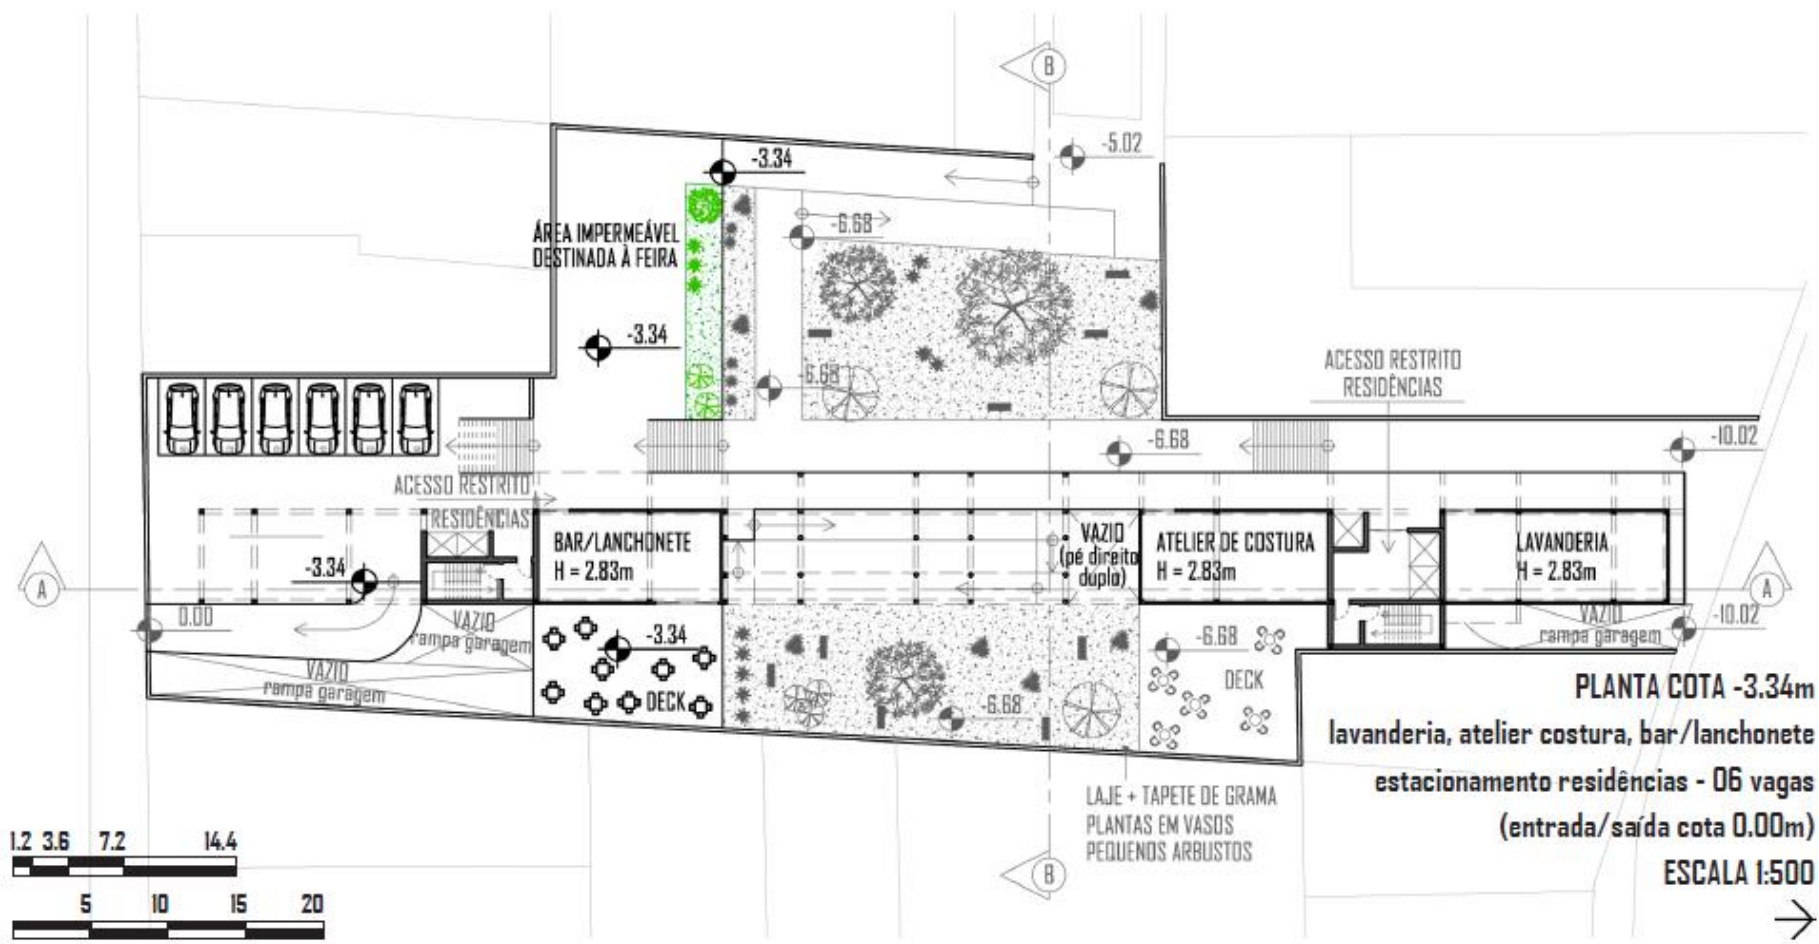 B
-5.02
-3.34
ÁREA IMPERMEÁVEL
DESTINADA À FEIRA
-6.68
-3.34
-6.68
ACESSO RESTRITO
RESIDÊNCIAS
-6.68
-10.02
ACESSO RESTRITO
RESIDÊNCIAS
BAR/LANCHONETE
H = 2.83m
VAZIO
(pé direito
duplo)
ATELIER DE COSTURA
H = 2.83m
LAVANDERIA
H = 2.83m
A
-3.34
A
0.00
VAZIO
rampa garagem
VAZIO
rampa garagem
-3.34
DECK
-6.68
-6.68
DECK
VAZIO
rampa garagem
-10.02
PLANTA COTA -3.34m
lavanderia, atelier costura, bar/lanchonete
estacionamento residências - 06 vagas
(entrada/saída cota 0.00m)
ESCALA 1:500
LAJE + TAPETE DE GRAMA
PLANTAS EM VASOS
PEQUENOS ARBUSTOS
B
1.2 3.6 7.2 14.4
5 10 15 20